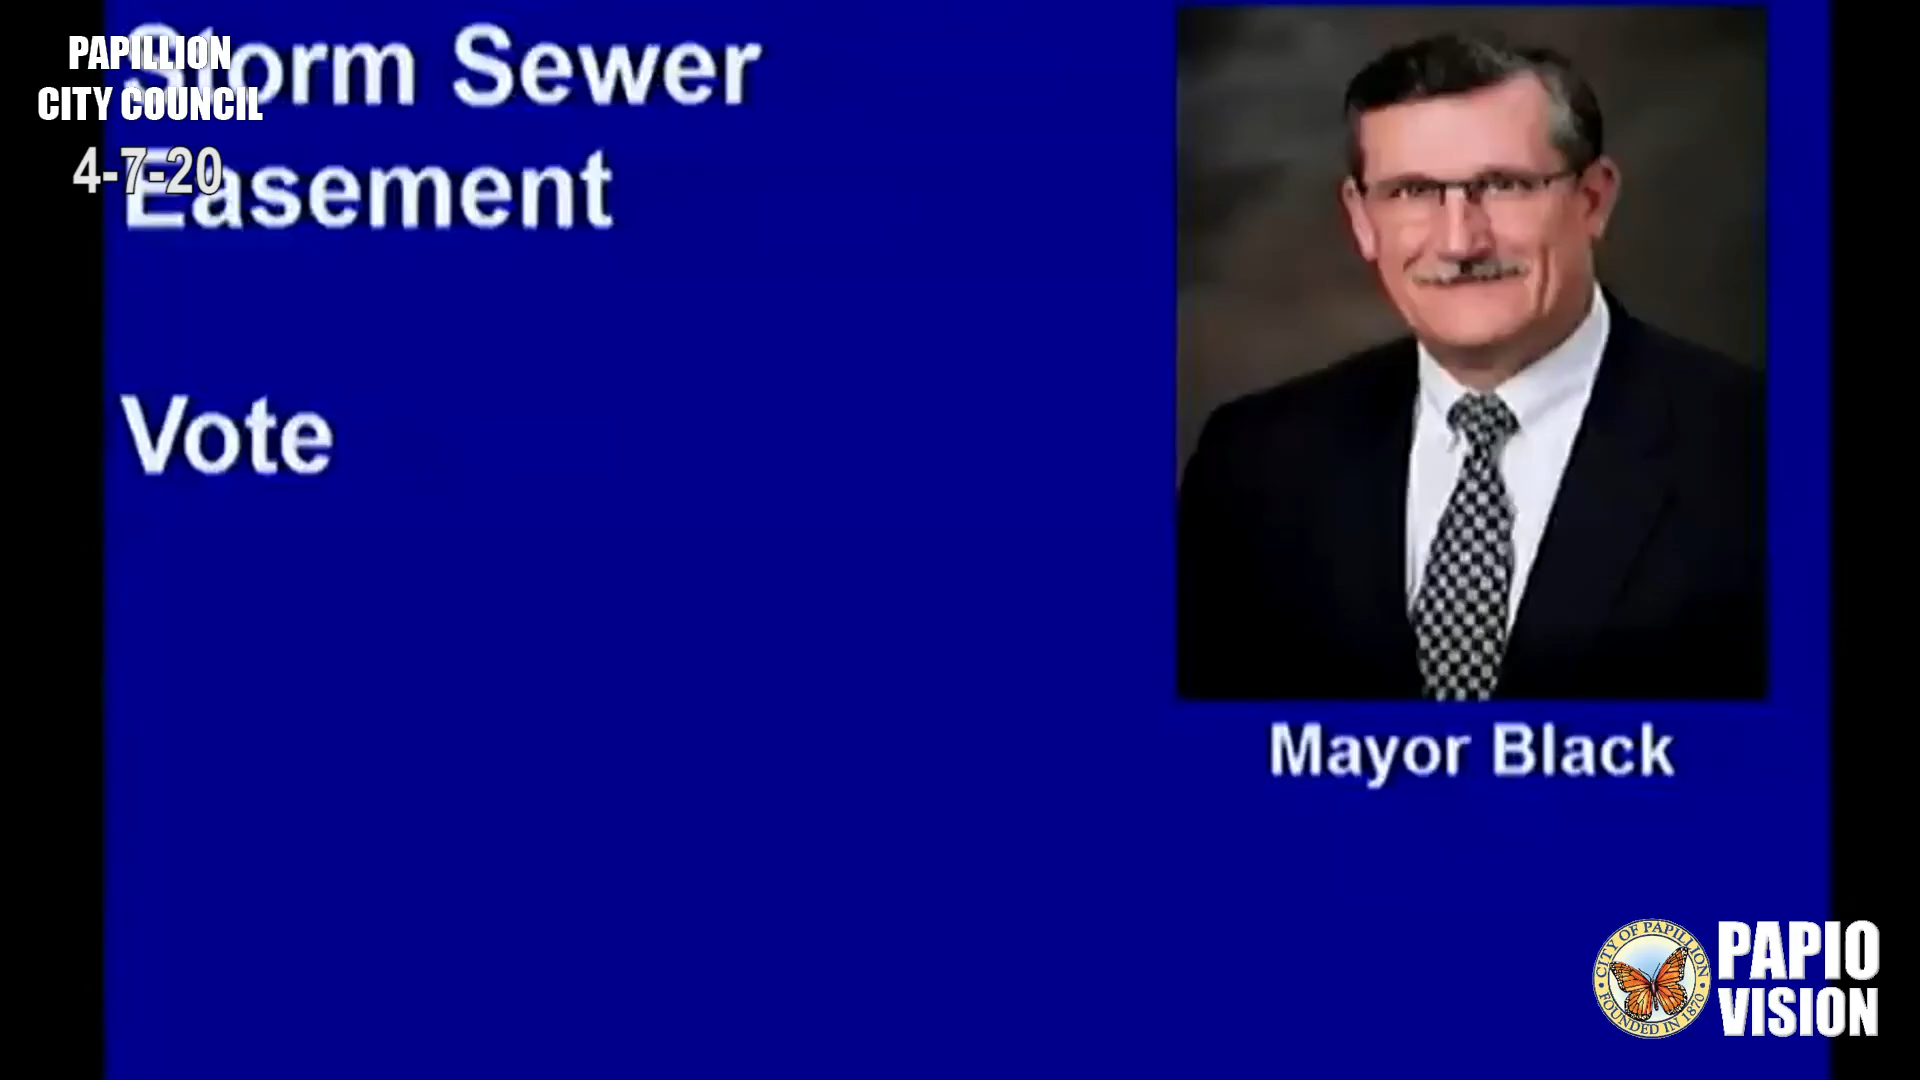 PAPILLION
CITY COUNCIL
4-7-20
Storm Sewer
Easement
Vote
Mayor Black
CITY OF PAPILLION
FOUNDED IN 1870
PAPIO
VISION